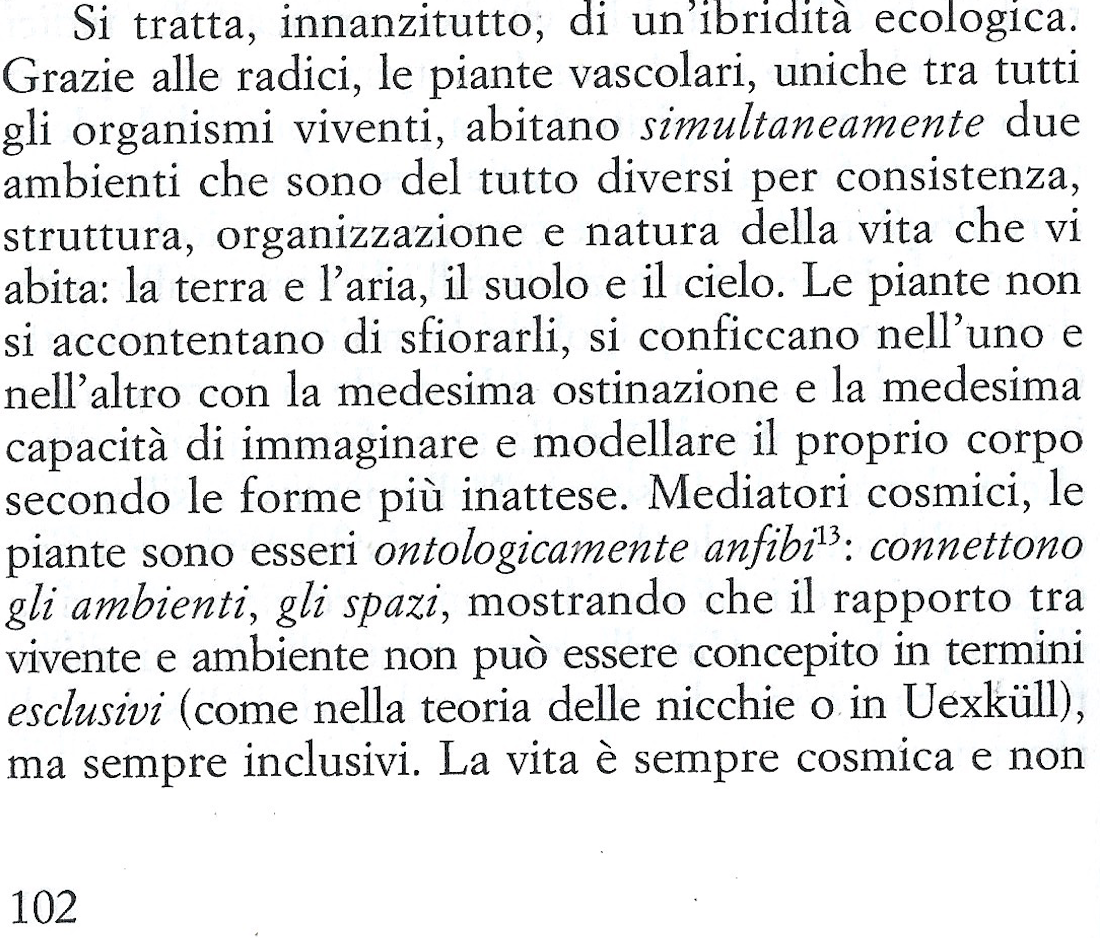 Si tratta, innanzitutto, di un'ibridità ecologica.
Grazie alle radici, le piante vascolari, uniche tra tutti
gli organismi viventi, abitano simultaneamente due
ambienti che sono del tutto diversi per consistenza,
struttura, organizzazione e natura della vita che vi
abita: la terra e l'aria, il suolo e il cielo. Le piante non
si accontentano di sfiorarli, si conficcano nell'uno e
nell'altro con la medesima ostinazione e la medesima
capacità di immaginare e modellare il proprio corpo
secondo le forme più inattese. Mediatori cosmici, le
piante sono esseri ontologicamente anfibi¹³: connettono
gli ambienti, gli spazi, mostrando che il rapporto tra
vivente e ambiente non può essere concepito in termini
esclusivi (come nella teoria delle nicchie o in Uexküll),
ma sempre inclusivi. La vita è sempre cosmica e non
102